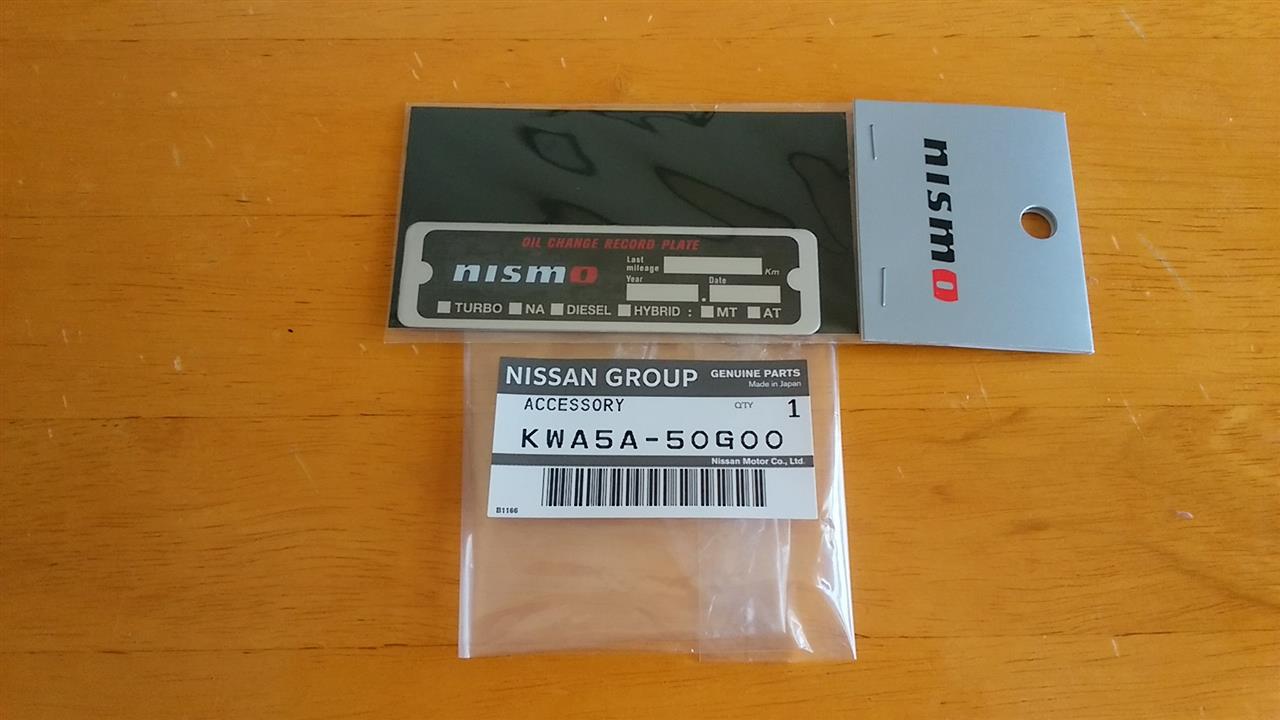 nismo
OIL CHANGE RECORD PLATE
nismo
Last mileage Km
Year . Date
TURBO NA DIESEL HYBRID : MT AT
NISSAN GROUP GENUINE PARTS
Made in Japan
ACCESSORY Q'TY 1
KWA5A-50G00
Nissan Motor Co., Ltd.
B1166